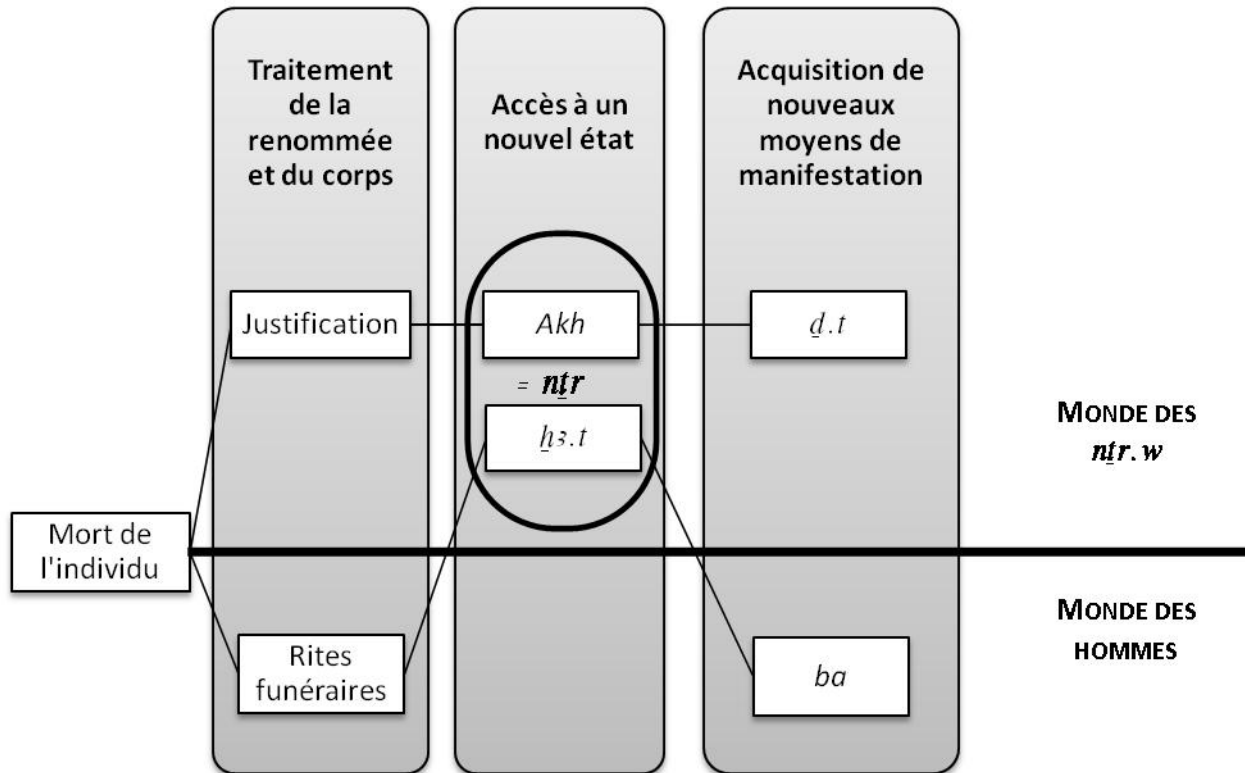 Traitement
de la
renommée
et du corps
Accès à un
nouvel état
Acquisition de
nouveaux
moyens de
manifestation
Justification
Akh
ḏ.t
= nṯr
ẖꜣ.t
MONDE DES
nṯr.w
Mort de
l'individu
MONDE DES
HOMMES
Rites
funéraires
ba